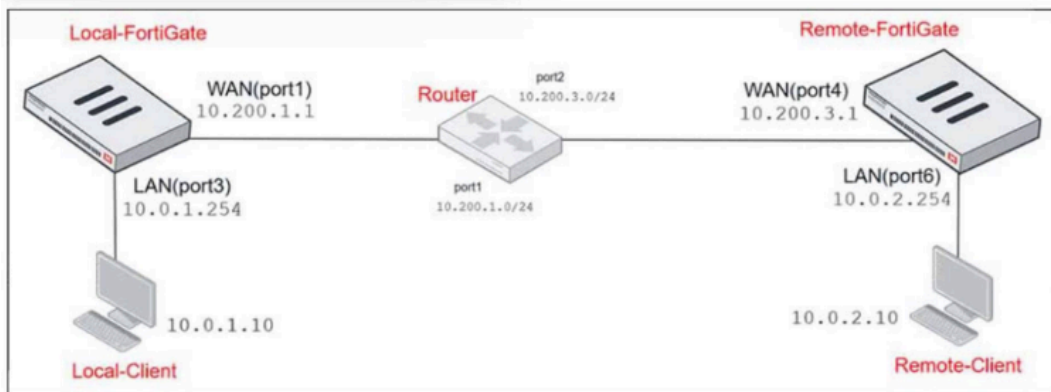 Local-FortiGate
Remote-FortiGate
WAN(port1)
10.200.1.1
Router
port2
10.200.3.0/24
WAN(port4)
10.200.3.1
port1
10.200.1.0/24
LAN(port3)
10.0.1.254
LAN(port6)
10.0.2.254
10.0.1.10
10.0.2.10
Local-Client
Remote-Client